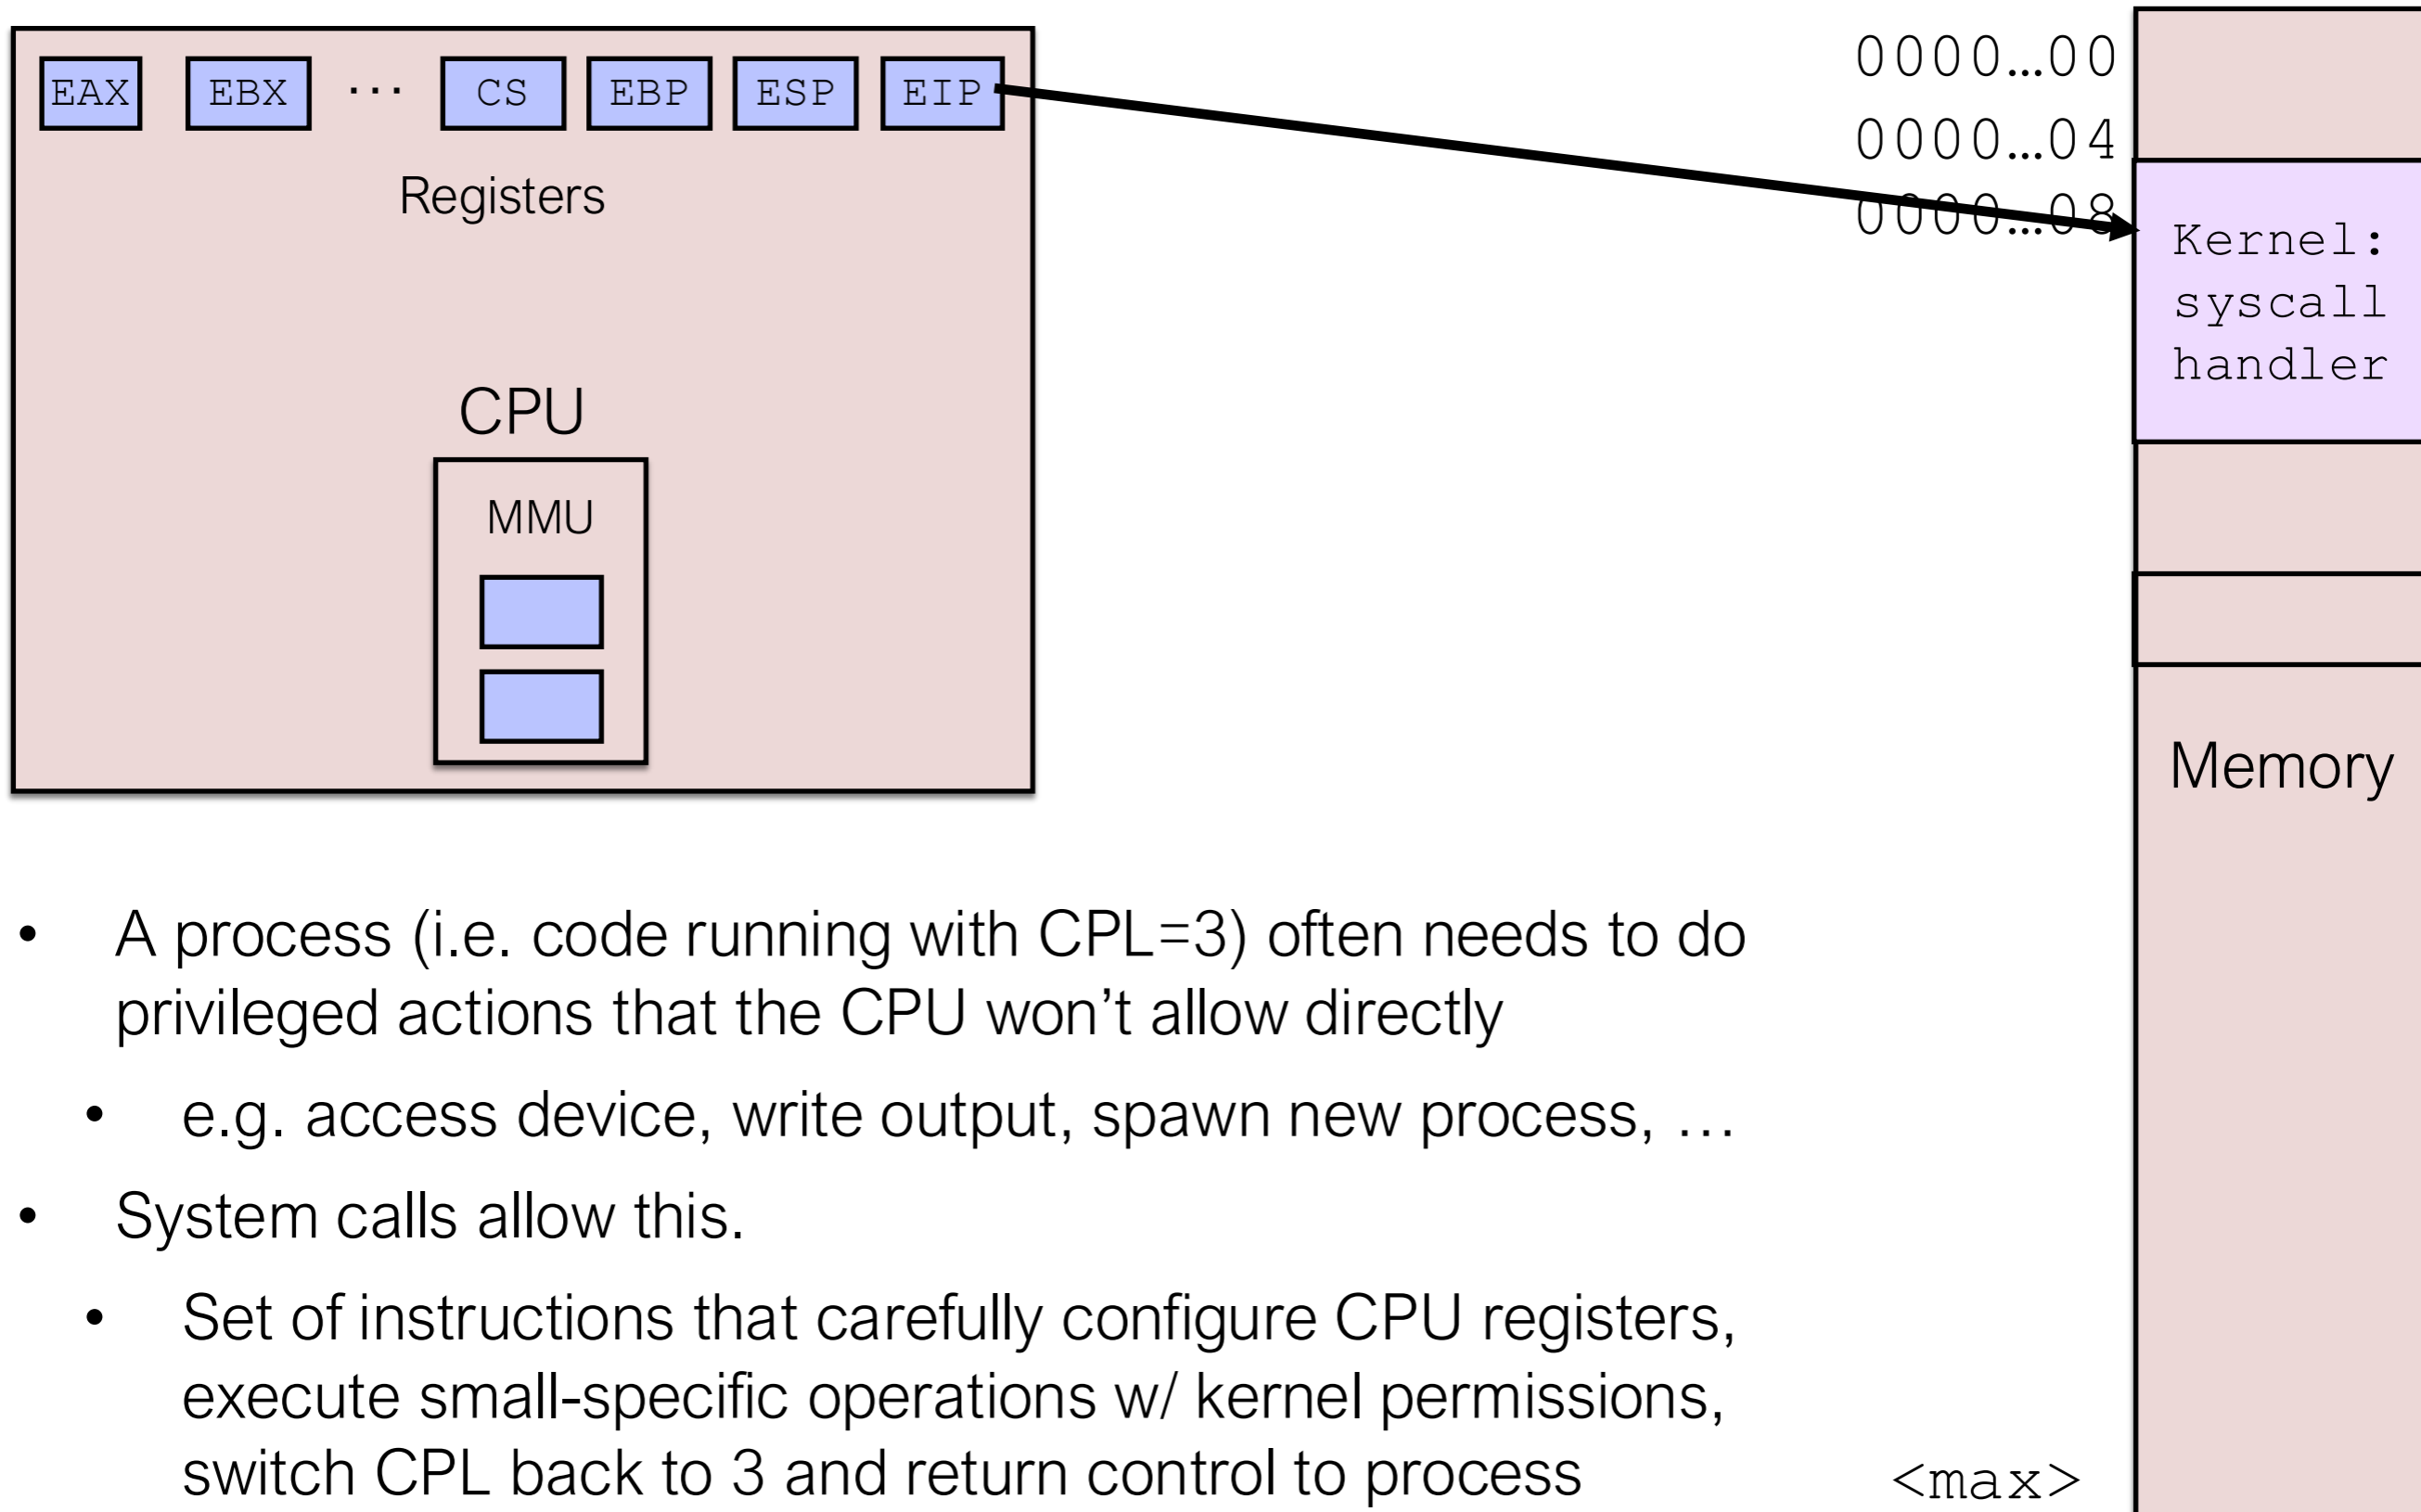 EAX EBX ... CS EBP ESP EIP
Registers
CPU
MMU
0000…00
0000…04
0000…08
Kernel:
syscall
handler
Memory
• A process (i.e. code running with CPL=3) often needs to do
privileged actions that the CPU won’t allow directly
• e.g. access device, write output, spawn new process, …
• System calls allow this.
• Set of instructions that carefully configure CPU registers,
execute small-specific operations w/ kernel permissions,
switch CPL back to 3 and return control to process
<max>